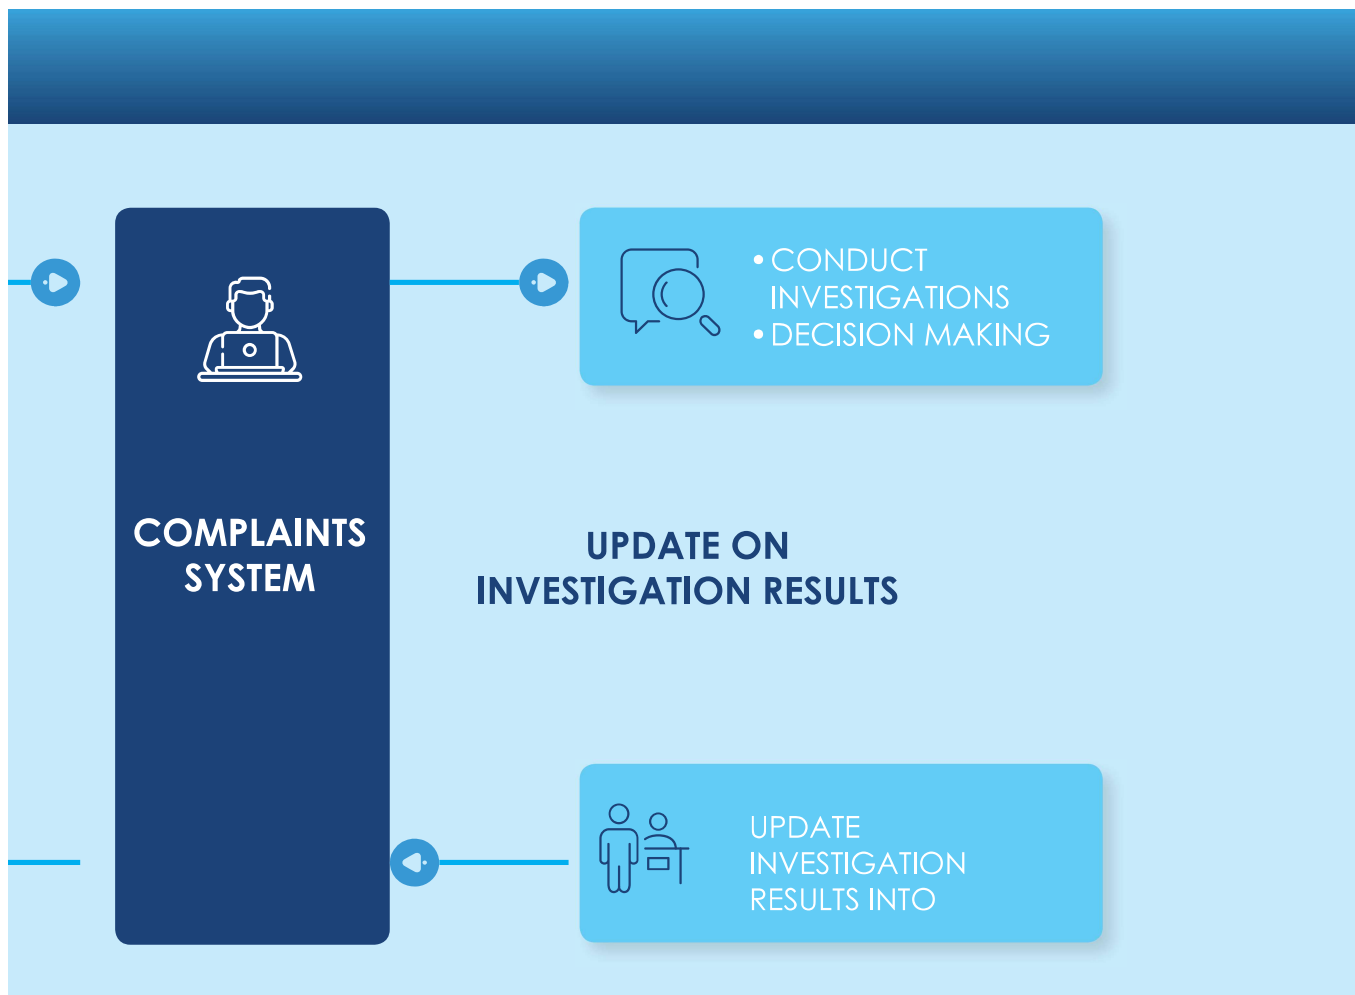 • CONDUCT
INVESTIGATIONS
• DECISION MAKING
COMPLAINTS
SYSTEM
UPDATE ON
INVESTIGATION RESULTS
UPDATE
INVESTIGATION
RESULTS INTO